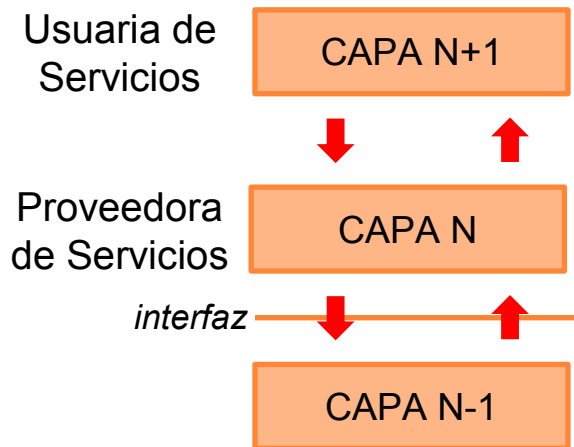 Usuaria de
Servicios
CAPA N+1
Proveedora
de Servicios
CAPA N
interfaz
CAPA N-1